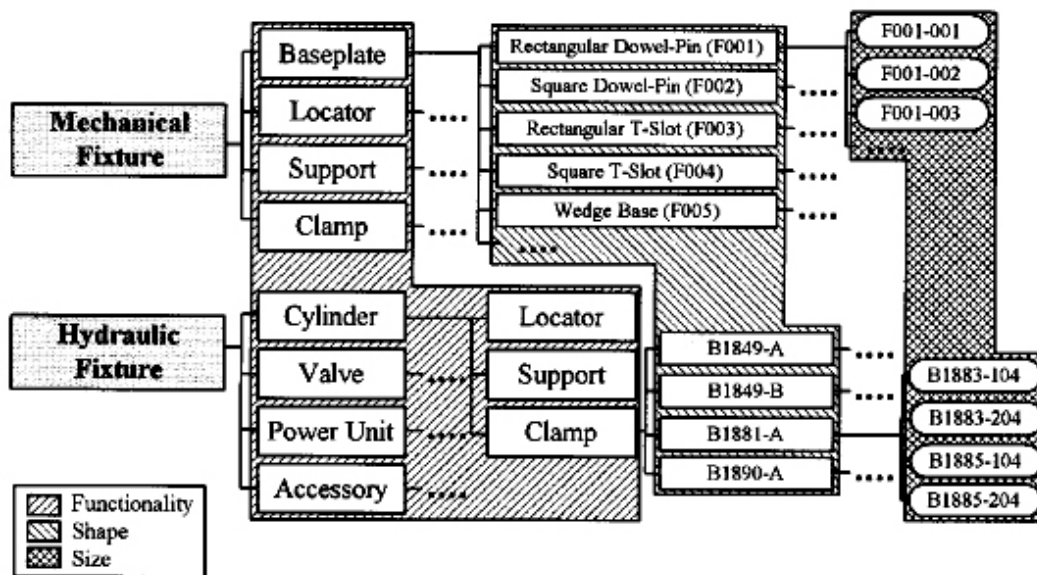 Mechanical
Fixture
Baseplate
Locator
....
Support
....
Clamp
....
Rectangular Dowel-Pin (F001)
Square Dowel-Pin (F002)
....
Rectangular T-Slot (F003)
....
Square T-Slot (F004)
....
Wedge Base (F005)
....
....
F001-001
F001-002
F001-003
....
Hydraulic
Fixture
Cylinder
Valve
....
Power Unit
....
Accessory
....
Locator
Support
Clamp
B1849-A
....
B1849-B
....
B1881-A
B1890-A
....
B1883-104
B1883-204
B1885-104
B1885-204
Functionality
Shape
Size